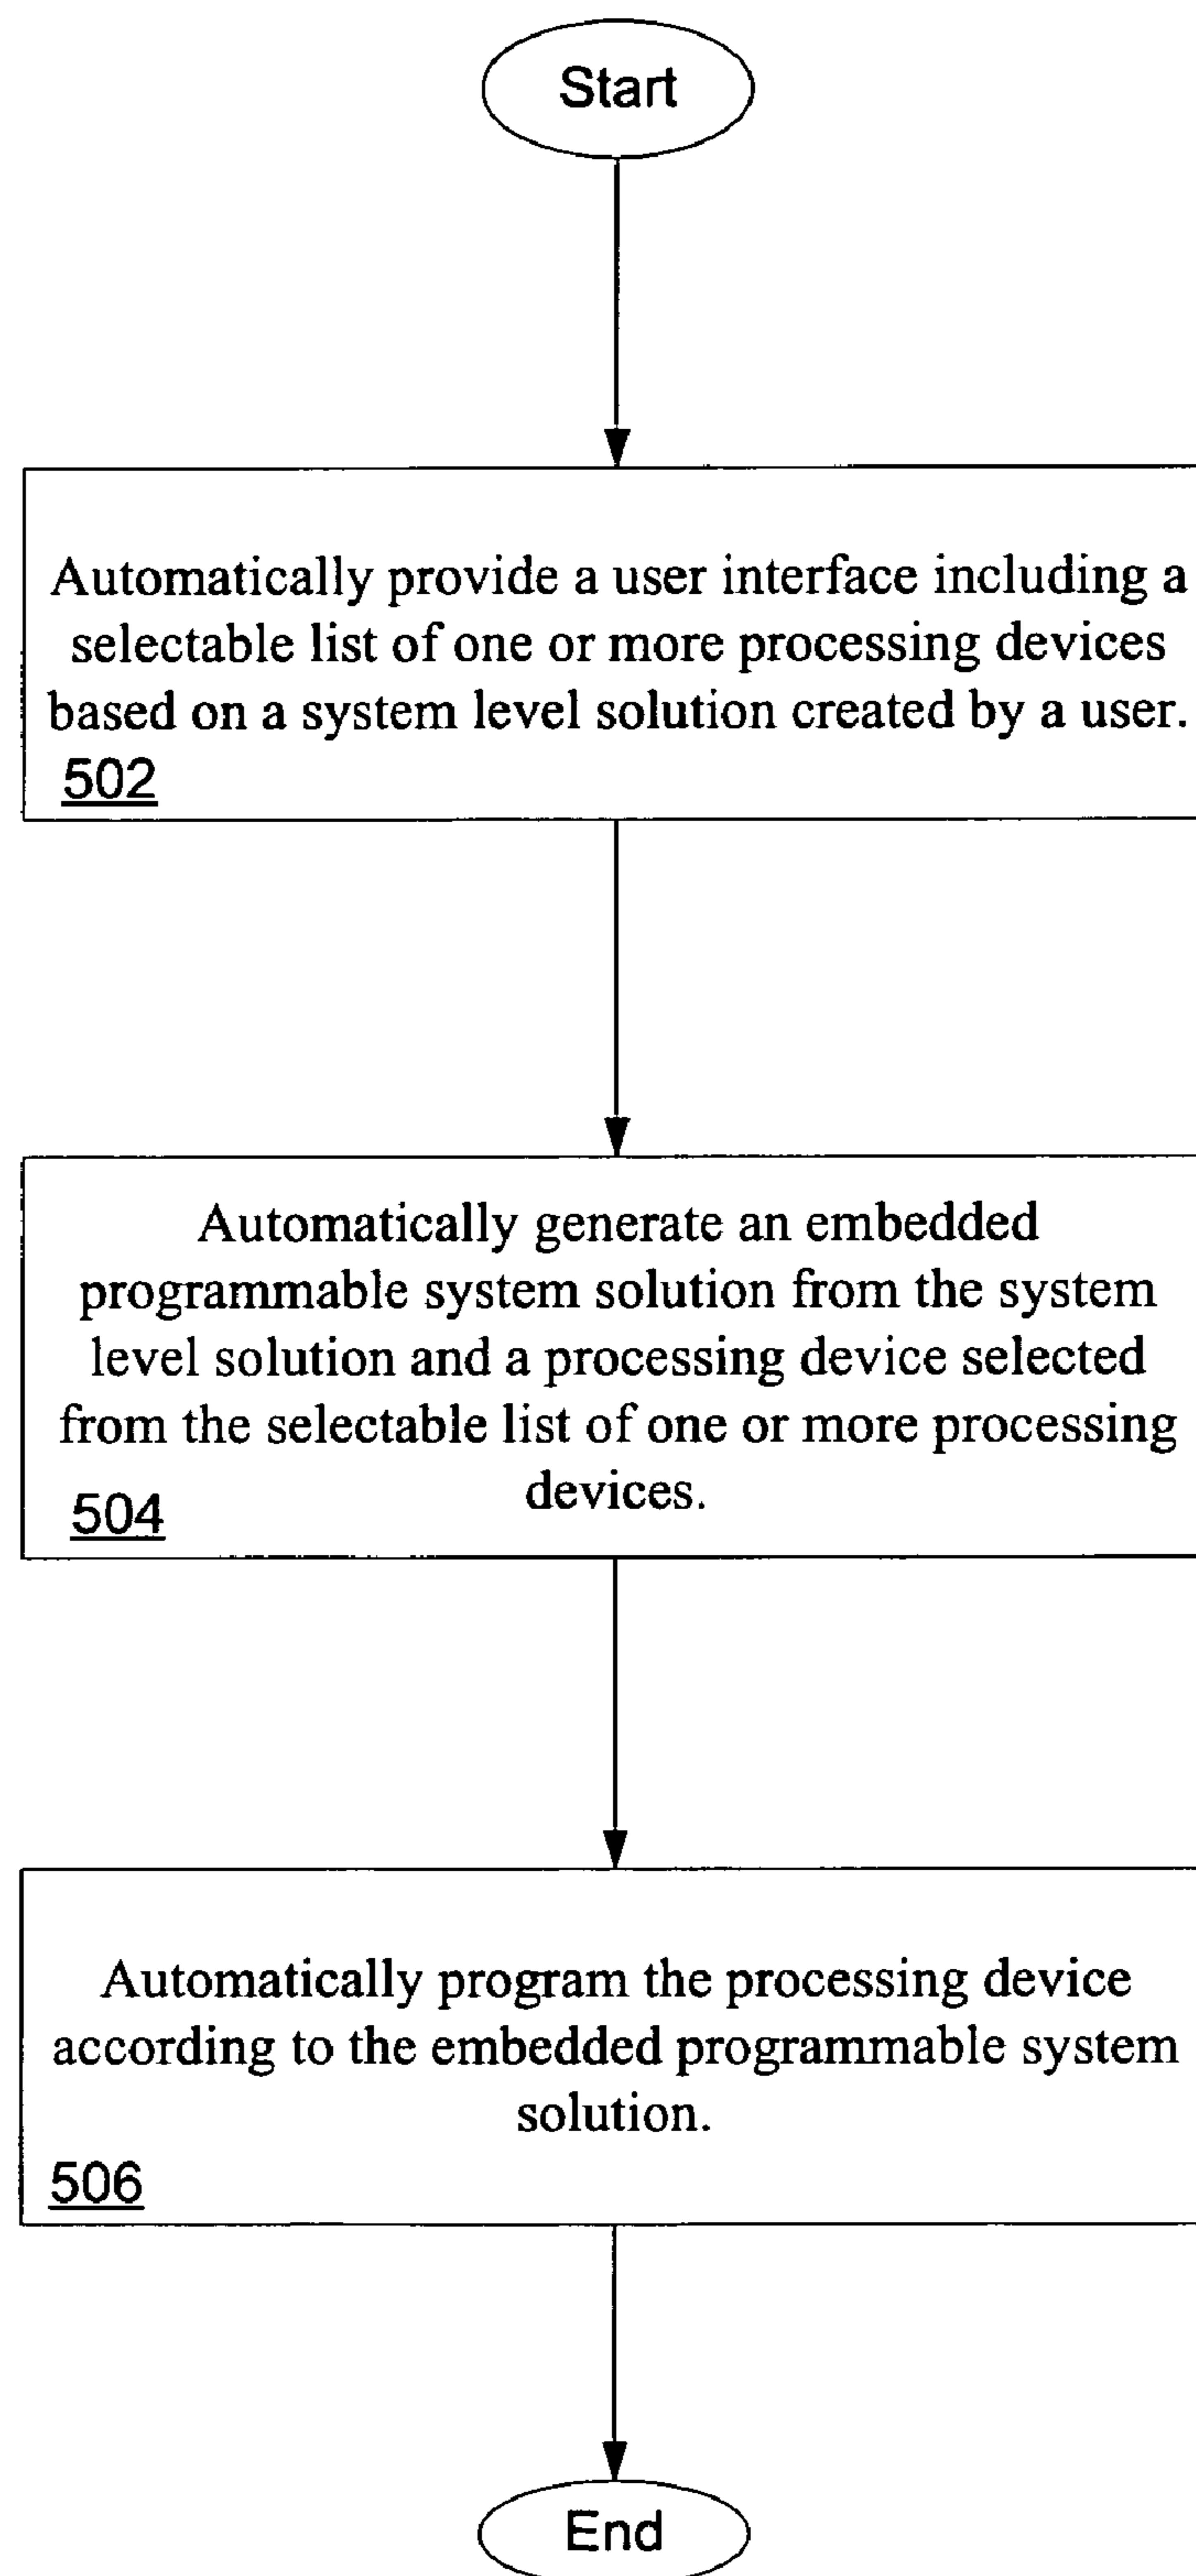 Start
Automatically provide a user interface including a
selectable list of one or more processing devices
based on a system level solution created by a user.
502
Automatically generate an embedded
programmable system solution from the system
level solution and a processing device selected
from the selectable list of one or more processing
devices.
504
Automatically program the processing device
according to the embedded programmable system
solution.
506
End